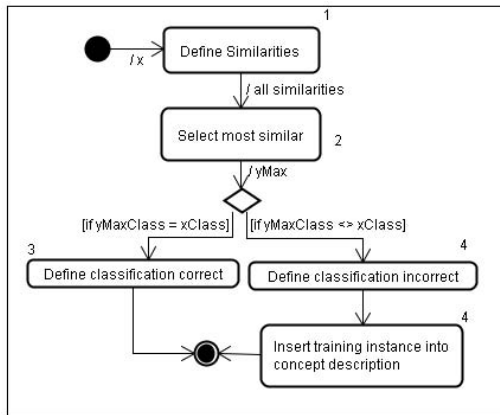 1
/ x
Define Similarities
/ all similarities
Select most similar
2
/ yMax
[if yMaxClass = xClass]
[if yMaxClass <> xClass]
3
Define classification correct
4
Define classification incorrect
4
Insert training instance into
concept description